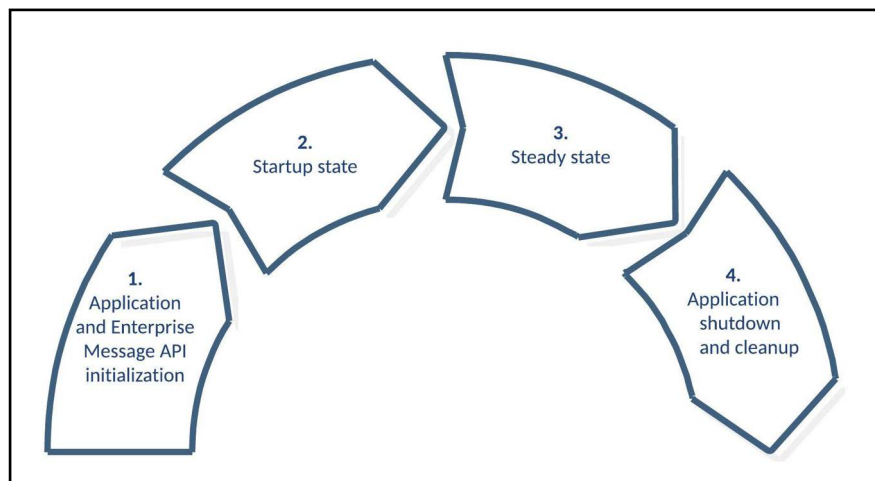 1.
Application
and Enterprise
Message API
initialization
2.
Startup state
3.
Steady state
4.
Application
shutdown
and cleanup